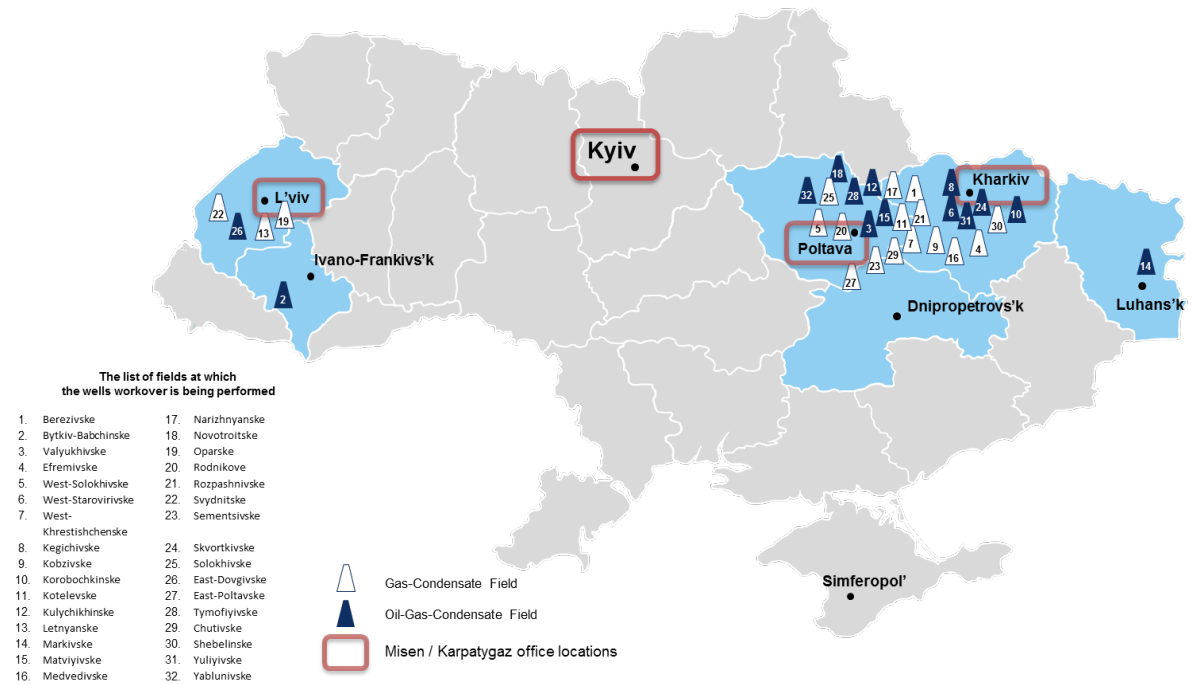 Kyiv
18
12
17
1
8
Kharkiv
32
25
28
24
L'viv
22
19
15
21
6
31
10
26
13
5
20
3
11
30
Poltava
7
9
4
Ivano-Frankivs'k
23
29
16
14
27
2
Dnipropetrovs'k
Luhans'k
The list of fields at which
the wells workover is being performed
1. Berezivske
2. Bytkiv-Babchinske
3. Valyukhivske
4. Efremivske
5. West-Solokhivske
6. West-Starovirivske
7. West-
Khrestishchenske
8. Kegichivske
9. Kobzivske
10. Korobochkinske
11. Kotelevske
12. Kulychikhinske
13. Letnyanske
14. Markivske
15. Matviyivske
16. Medvedivske
17. Narizhnyanske
18. Novotroitske
19. Oparske
20. Rodnikove
21. Rozpashnivske
22. Svydnitske
23. Sementsivske
24. Skvortkivske
25. Solokhivske
26. East-Dovgivske
27. East-Poltavske
28. Tymofiyivske
29. Chutivske
30. Shebelinske
31. Yuliyivske
32. Yablunivske
Gas-Condensate Field
Oil-Gas-Condensate Field
Misen / Karpatygaz office locations
Simferopol'